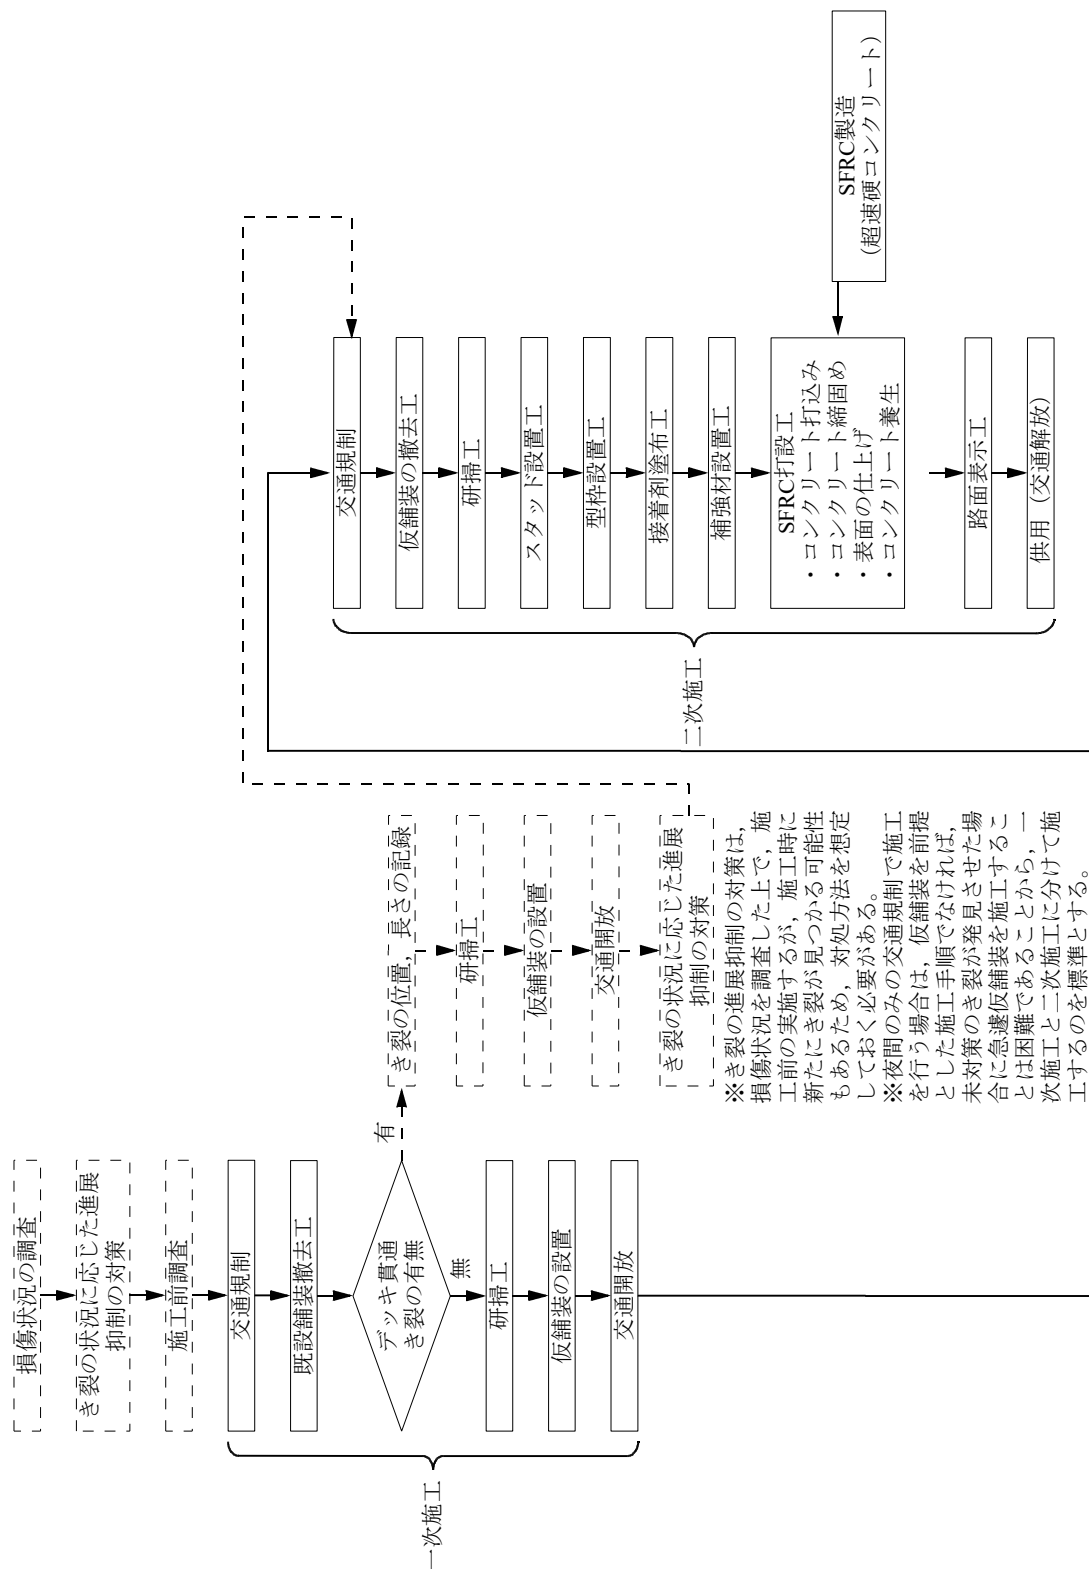 損傷状況の調査
き裂の状況に応じた進展
抑制の対策
施工前調査
一次施工
交通規制
既設舗装撤去工
デッキ貫通
き裂の有無
有
無
研掃工
仮舗装の設置
交通開放
き裂の位置，長さの記録
研掃工
仮舗装の設置
交通開放
き裂の状況に応じた進展
抑制の対策
※き裂の進展抑制の対策は，
損傷状況を調査した上で，施
工前の実施するが，施工時に
新たにき裂が見つかる可能性
もあるため，対処方法を想定
しておく必要がある。
※夜間のみの交通規制で施工
を行う場合は，仮舗装を前提
とした施工手順でなければ，
未対策のき裂が発見させた場
合に急遽仮舗装を施工するこ
とは困難であることから，一
次施工と二次施工に分けて施
工するのを標準とする。
二次施工
交通規制
仮舗装の撤去工
研掃工
スタッド設置工
型枠設置工
接着剤塗布工
補強材設置工
SFRC打設工
・コンクリート打込み
・コンクリート締固め
・表面の仕上げ
・コンクリート養生
路面表示工
供用（交通解放）
SFRC製造
(超速硬コンクリート)